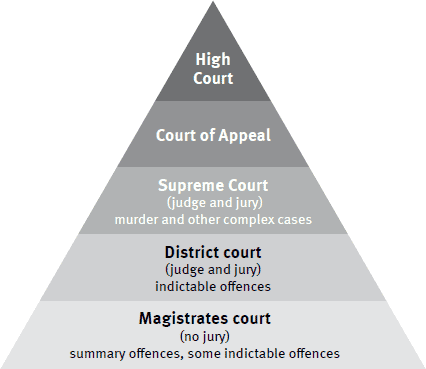 High
Court
Court of Appeal
Supreme Court
(judge and jury)
murder and other complex cases
District court
(judge and jury)
indictable offences
Magistrates court
(no jury)
summary offences, some indictable offences